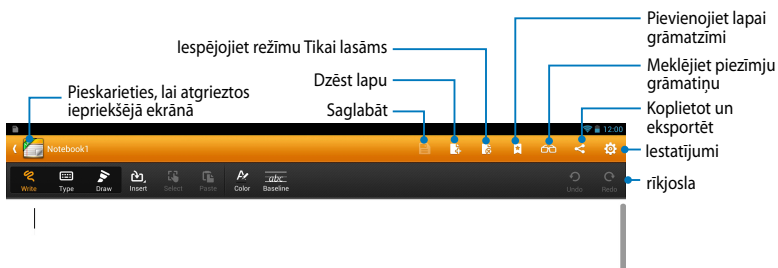 Pievienojiet lapai
grāmatzīmi
Iespējojiet režīmu Tikai lasāms
Meklējiet piezīmju
grāmatiņu
Dzēst lapu
Pieskarieties, lai atgrieztos
iepriekšējā ekrānā
Saglabāt
Koplietot un
eksportēt
12:00
Notebook1
Iestatījumi
Write
Type
Draw
Insert
Select
Paste
Color
abc
Baseline
Undo
Redo
rīkjosla